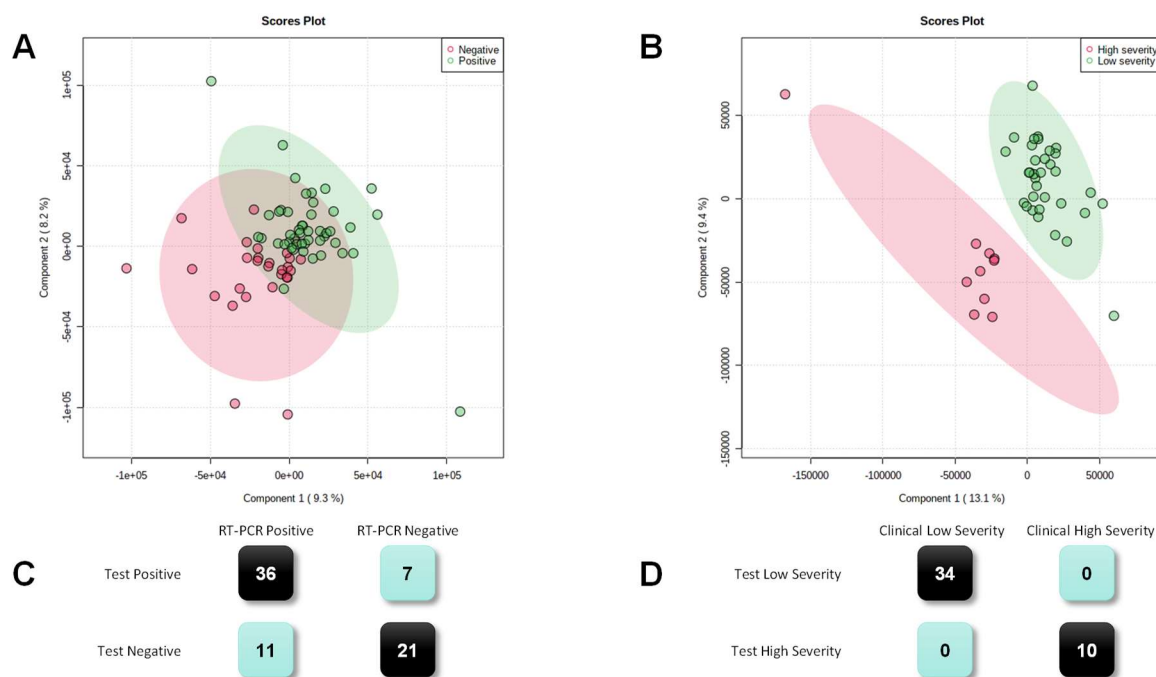 A
Scores Plot
Negative
Positive
1e+05
5e+04
0e+00
-5e+04
-1e+05
Component 2 ( 8.2 %)
-1e+05
-5e+04
0e+00
5e+04
1e+05
Component 1 ( 9.3 %)
B
Scores Plot
High severity
Low severity
50000
0
-50000
-100000
-150000
Component 2 ( 9.4 %)
-150000
-100000
-50000
0
50000
Component 1 ( 13.1 %)
C
RT-PCR Positive
RT-PCR Negative
Test Positive
36
7
Test Negative
11
21
D
Clinical Low Severity
Clinical High Severity
Test Low Severity
34
0
Test High Severity
0
10